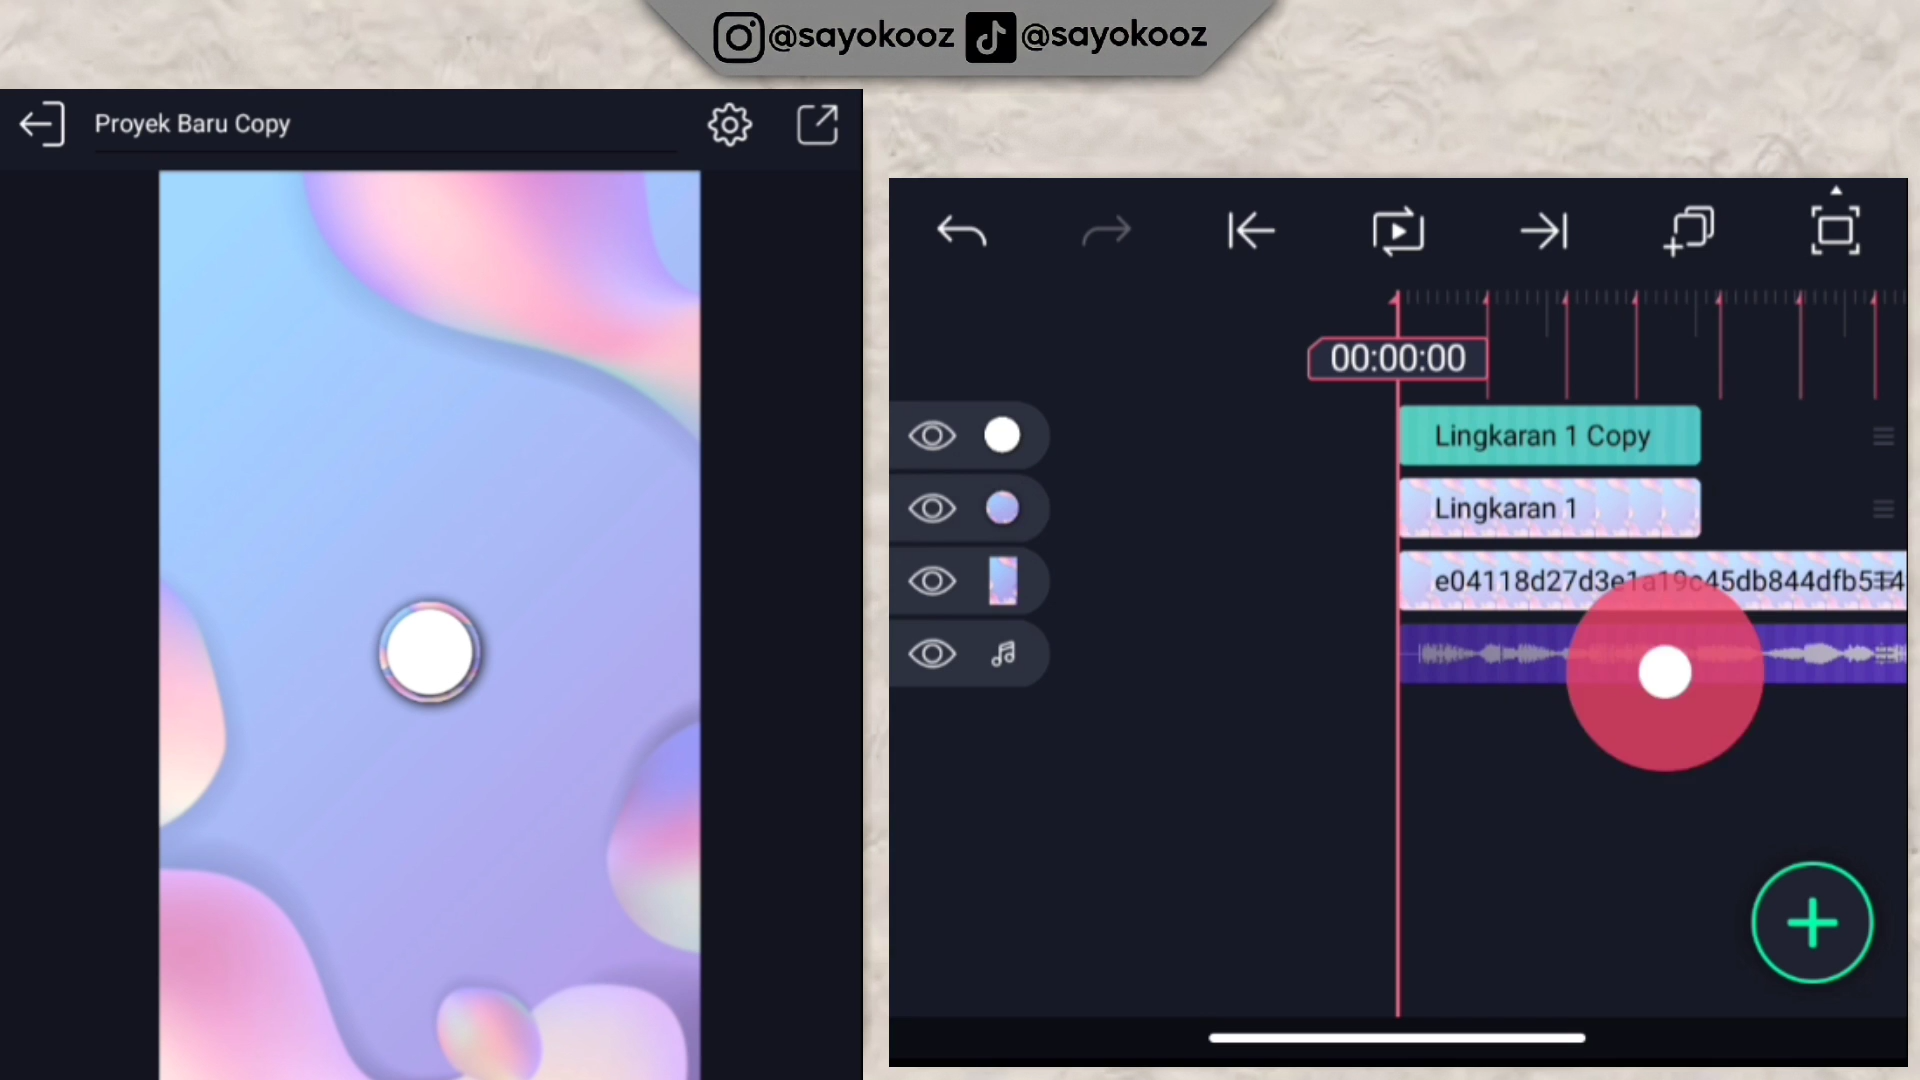 @sayokooz @sayokooz
Proyek Baru Copy
00:00:00
Lingkaran 1 Copy
Lingkaran 1
e04118d27d3e1a19c45db844dfb5